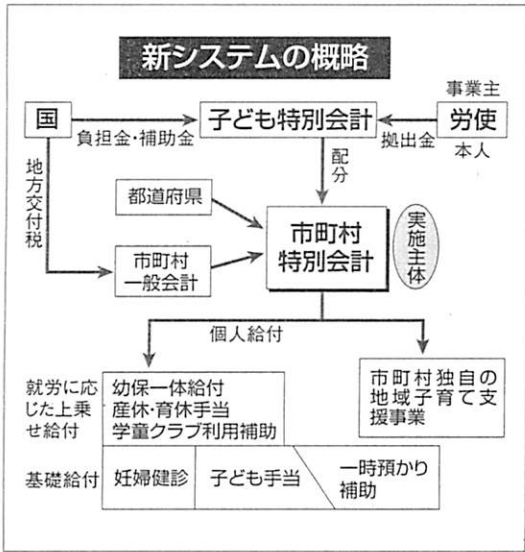 新システムの概略
事業主
国
子ども特別会計
労使
負担金・補助金
拠出金
本人
地方交付税
配分
都道府県
市町村
特別会計
実施主体
市町村
一般会計
個人給付
就労に応
じた上乗
せ給付
幼保一体給付
産休・育休手当
学童クラブ利用補助
市町村独自の
地域子育て支
援事業
基礎給付
妊婦健診
子ども手当
一時預かり
補助